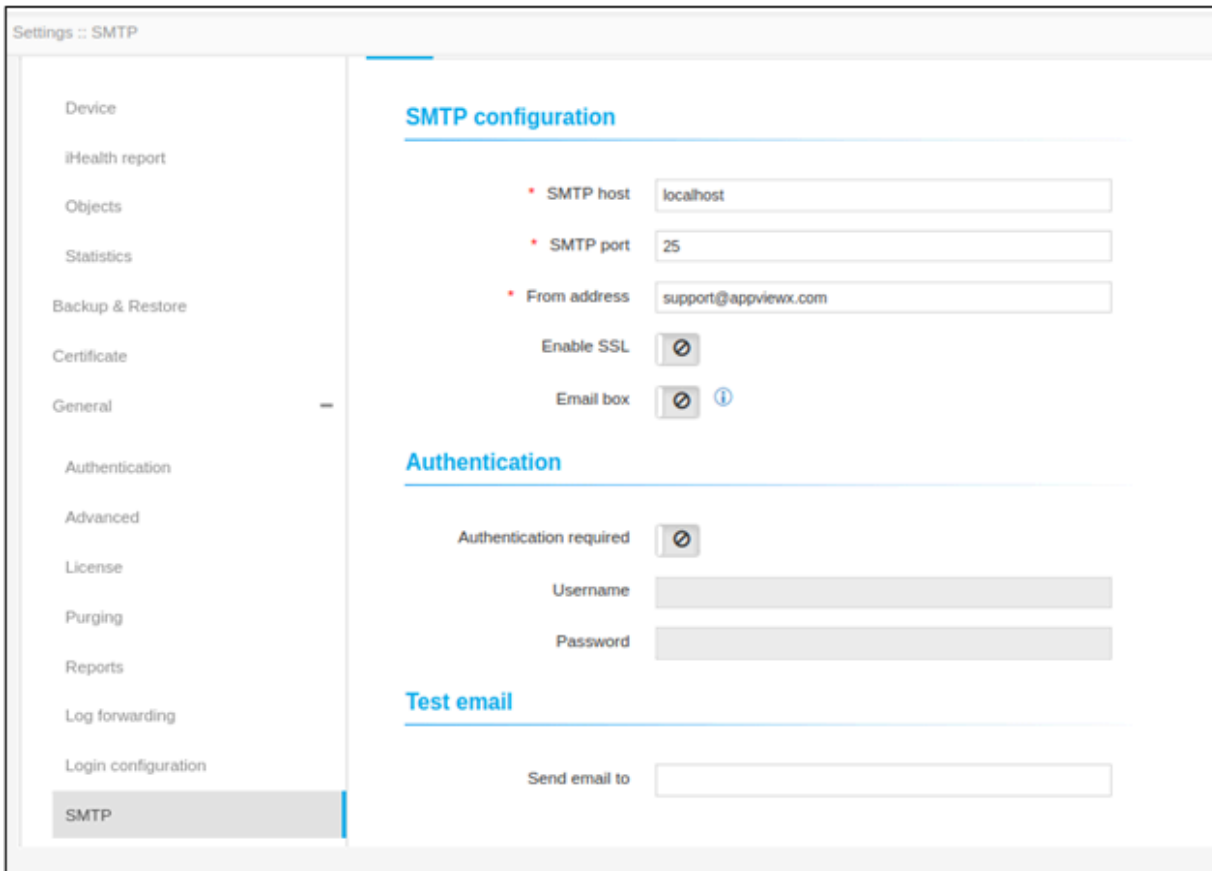 Settings :: SMTP
Device
iHealth report
Objects
Statistics
Backup & Restore
Certificate
General
Authentication
Advanced
License
Purging
Reports
Log forwarding
Login configuration
SMTP
SMTP configuration
* SMTP host localhost
* SMTP port 25
* From address support@appviewx.com
Enable SSL
Email box
Authentication
Authentication required
Username
Password
Test email
Send email to